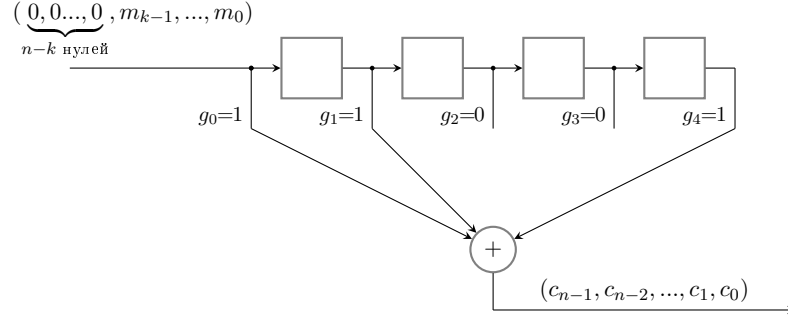 ( 0, 0..., 0 , m_{k−1}, ..., m_0)
n−k нулей
g_0=1 g_1=1 g_2=0 g_3=0 g_4=1
+
(c_{n−1}, c_{n−2}, ..., c_1, c_0)